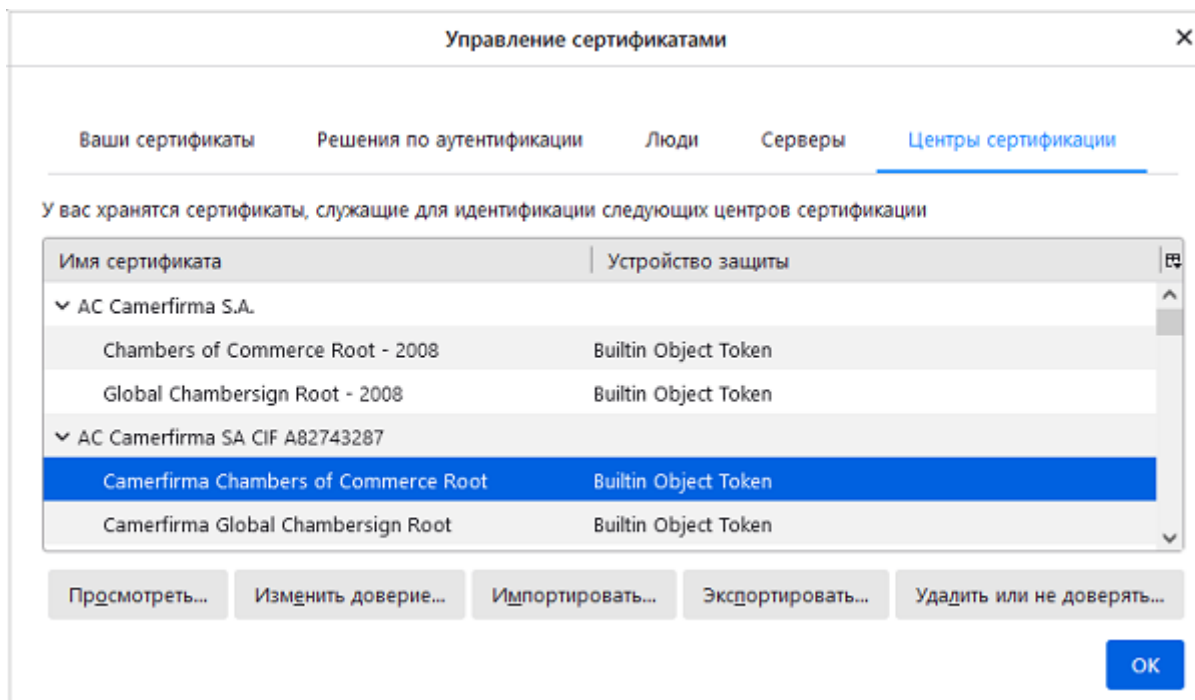 Управление сертификатами
Ваши сертификаты Решения по аутентификации Люди Серверы Центры сертификации
У вас хранятся сертификаты, служащие для идентификации следующих центров сертификации
Имя сертификата Устройство защиты
AC Camerfirma S.A.
Chambers of Commerce Root - 2008 Builtin Object Token
Global Chambersign Root - 2008 Builtin Object Token
AC Camerfirma SA CIF A82743287
Camerfirma Chambers of Commerce Root Builtin Object Token
Camerfirma Global Chambersign Root Builtin Object Token
Просмотреть... Изменить доверие... Импортировать... Экспортировать... Удалить или не доверять...
ОК